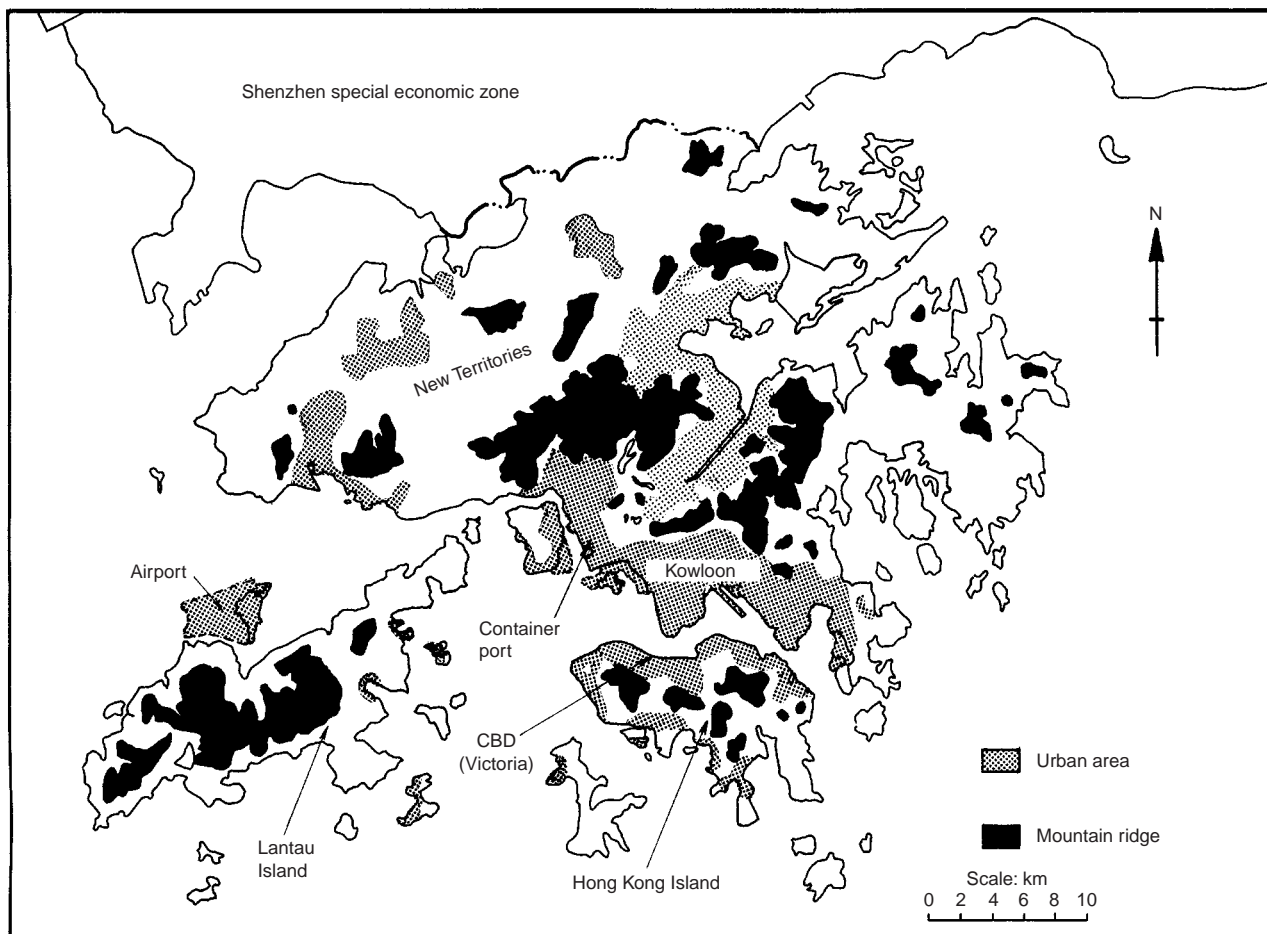 Shenzhen special economic zone
N
New Territories
Airport
Kowloon
Container
port
CBD
(Victoria)
Urban area
Mountain ridge
Lantau
Island
Hong Kong Island
Scale: km
0 2 4 6 8 10